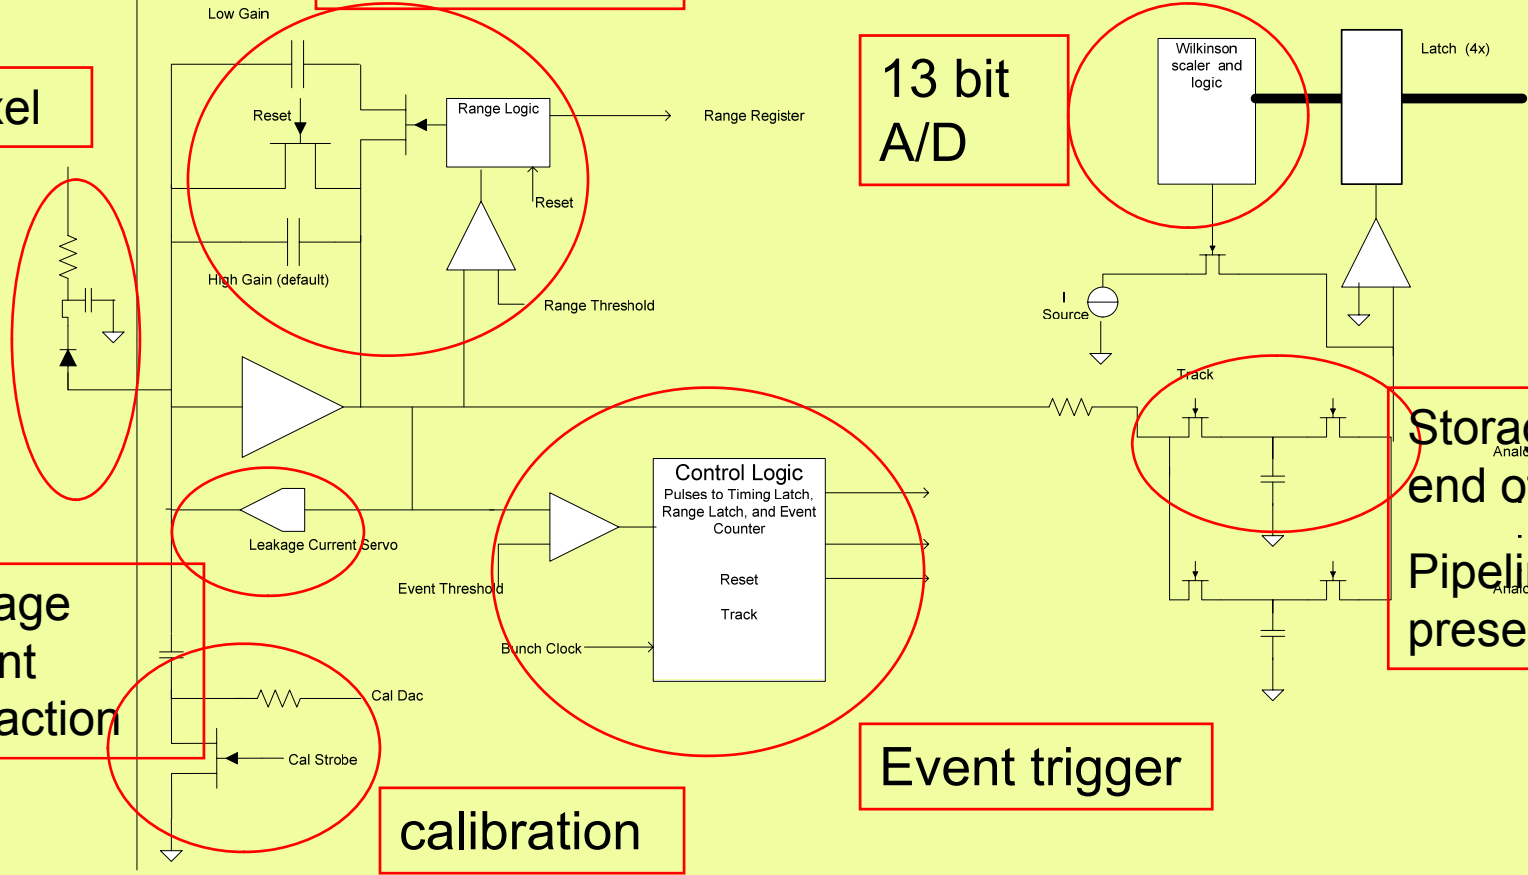 Low Gain
xel
Reset
Range Logic
Range Register
Reset
High Gain (default)
Range Threshold
13 bit
A/D
Wilkinson
scaler and
logic
Latch (4x)
I
Source
Track
Storag
end of
Pipelin
prese
Leakage Current Servo
Event Threshold
Bunch Clock
Control Logic
Pulses to Timing Latch,
Range Latch, and Event
Counter
Reset
Track
age
nt
action
Cal Dac
Cal Strobe
calibration
Event trigger